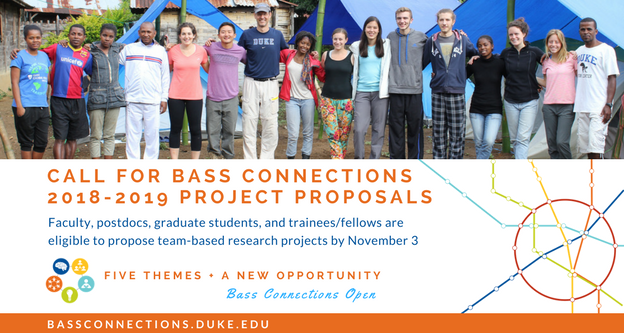 DUKE
unicef
DUKE
CALL FOR BASS CONNECTIONS
2018-2019 PROJECT PROPOSALS
Faculty, postdocs, graduate students, and trainees/fellows are
eligible to propose team-based research projects by November 3
FIVE THEMES + A NEW OPPORTUNITY
Bass Connections Open
BASSCONNECTIONS.DUKE.EDU